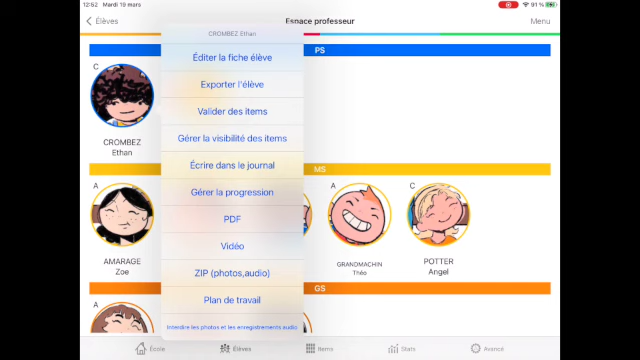 12:52 Mardi 19 mars
91 %
Élèves
Espace professeur
Menu
PS
C
CROMBEZ
Ethan
CROMBEZ Ethan
Éditer la fiche élève
Exporter l'élève
Valider des items
Gérer la visibilité des items
Écrire dans le journal
Gérer la progression
PDF
Vidéo
ZIP (photos,audio)
Plan de travail
Interdire les photos et les enregistrements audio
MS
A
AMARAGE
Zoe
A
GRANDMACHIN
Théo
C
POTTER
Angel
GS
A
École
Élèves
Items
Stats
Avancé